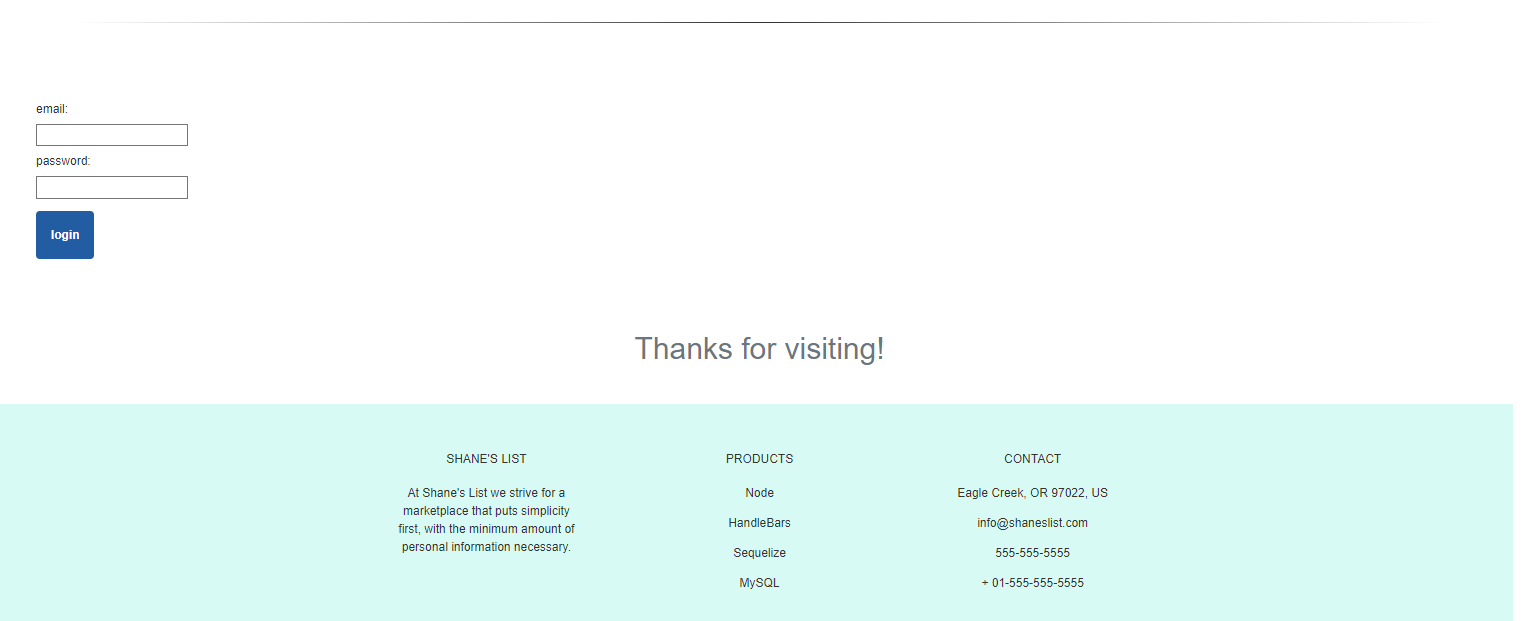 email:
password:
login
Thanks for visiting!
SHANE'S LIST
At Shane's List we strive for a
marketplace that puts simplicity
first, with the minimum amount of
personal information necessary.
PRODUCTS
Node
HandleBars
Sequelize
MySQL
CONTACT
Eagle Creek, OR 97022, US
info@shaneslist.com
555-555-5555
+ 01-555-555-5555